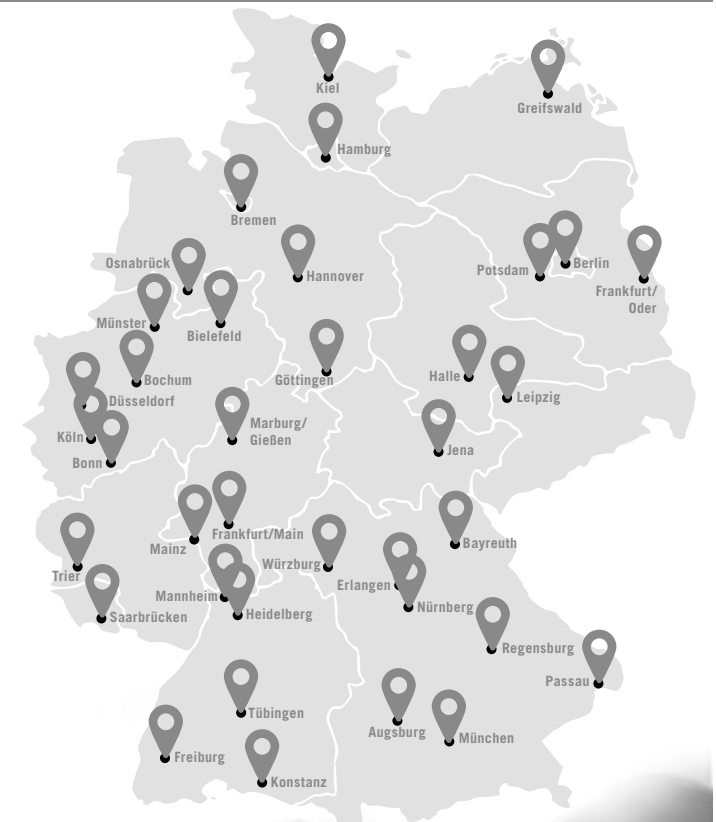 Kiel
Greifswald
Hamburg
Bremen
Osnabrück
Hannover
Potsdam
Berlin
Frankfurt/
Oder
Münster
Bielefeld
Göttingen
Bochum
Halle
Leipzig
Düsseldorf
Köln
Marburg/
Gießen
Jena
Bonn
Mainz
Frankfurt/Main
Bayreuth
Trier
Würzburg
Erlangen
Mannheim
Nürnberg
Saarbrücken
Heidelberg
Regensburg
Passau
Tübingen
Augsburg
München
Freiburg
Konstanz